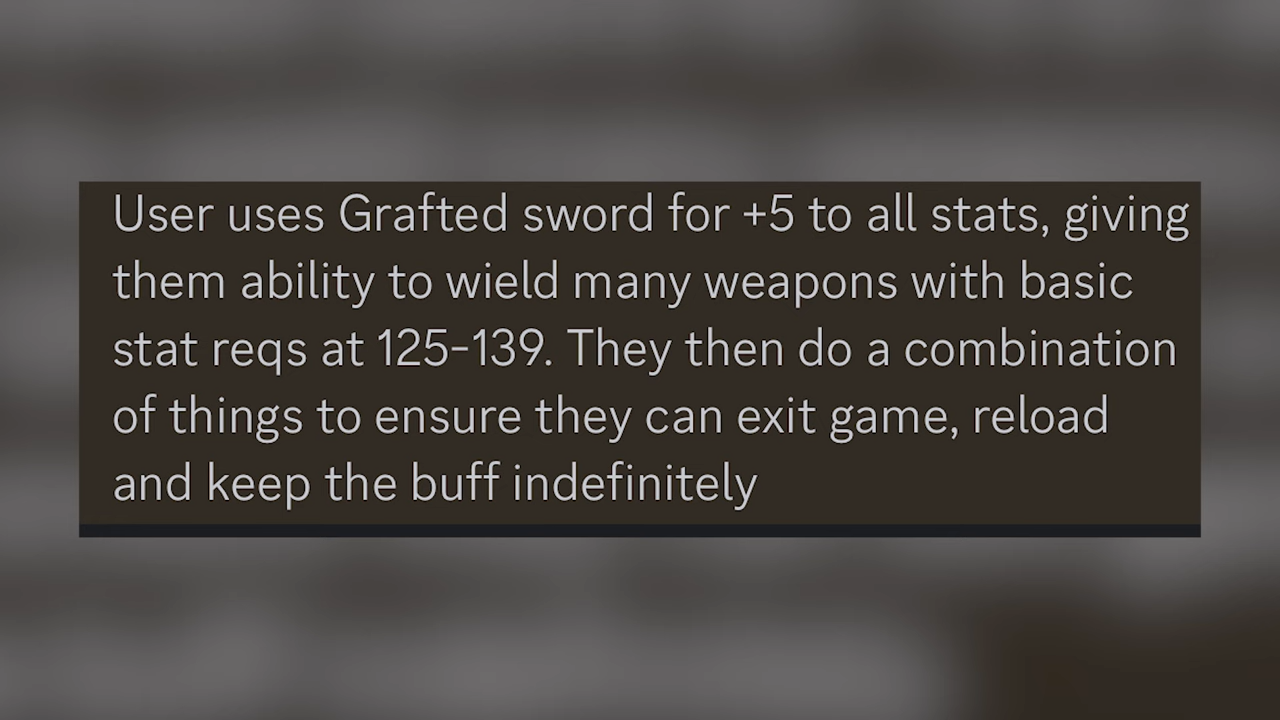 User uses Grafted sword for +5 to all stats, giving
them ability to wield many weapons with basic
stat reqs at 125-139. They then do a combination
of things to ensure they can exit game, reload
and keep the buff indefinitely